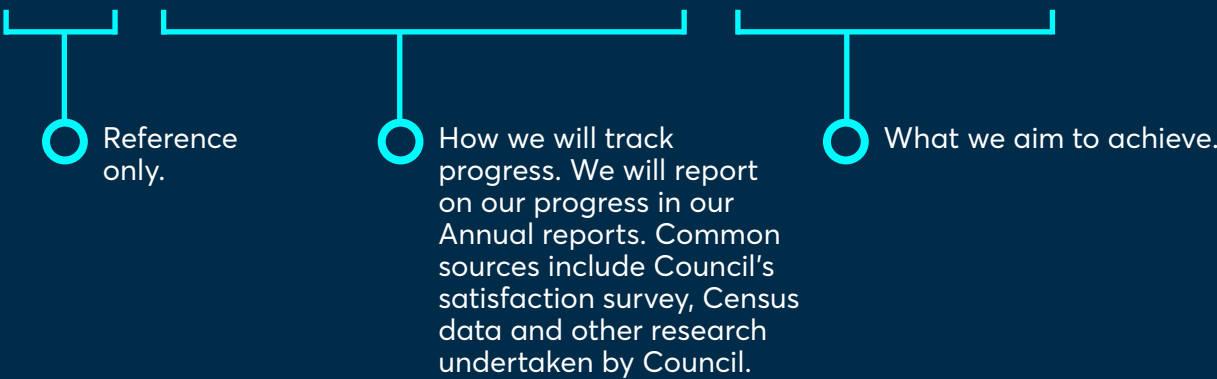 Reference
only.
How we will track
progress. We will report
on our progress in our
Annual reports. Common
sources include Council's
satisfaction survey, Census
data and other research
undertaken by Council.
What we aim to achieve.